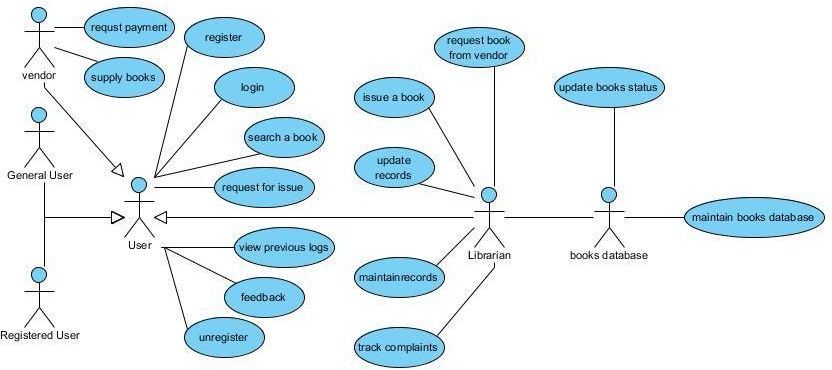 requst payment
supply books
vendor
General User
Registered User
User
register
login
search a book
request for issue
view previous logs
feedback
unregister
request book
from vendor
issue a book
update
records
Librarian
maintainrecords
track complaints
update books status
books database
maintain books database